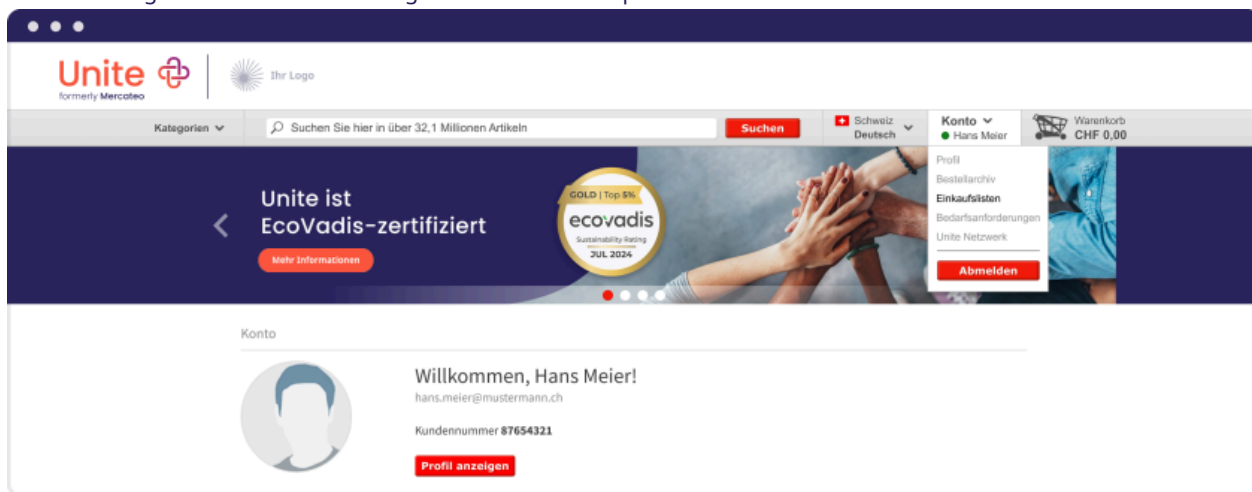 Unite
formerly Mercateo
Ihr Logo
Kategorien
Suchen Sie hier in über 32,1 Millionen Artikeln
Suchen
Schweiz
Deutsch
Konto
Hans Meier
Warenkorb
CHF 0,00
Profil
Bestellarchiv
Einkaufslisten
Bedarfsanforderungen
Unite Netzwerk
Abmelden
Unite ist
EcoVadis-zertifiziert
Mehr Informationen
GOLD | Top 5%
ecovadis
Sustainability Rating
JUL 2024
Konto
Willkommen, Hans Meier!
hans.meier@mustermann.ch
Kundennummer 87654321
Profil anzeigen